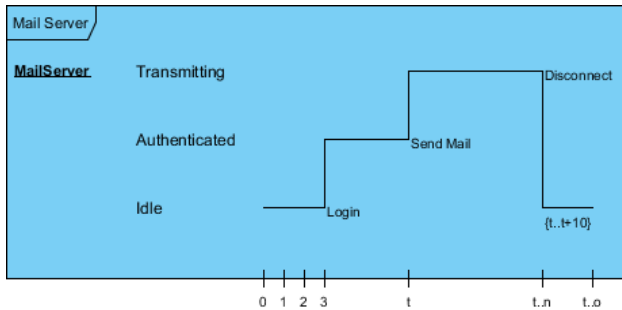 Mail Server
MailServer
Transmitting
Disconnect
Authenticated
Send Mail
Idle
Login
{t..t+10}
0 1 2 3 t t..n t..o